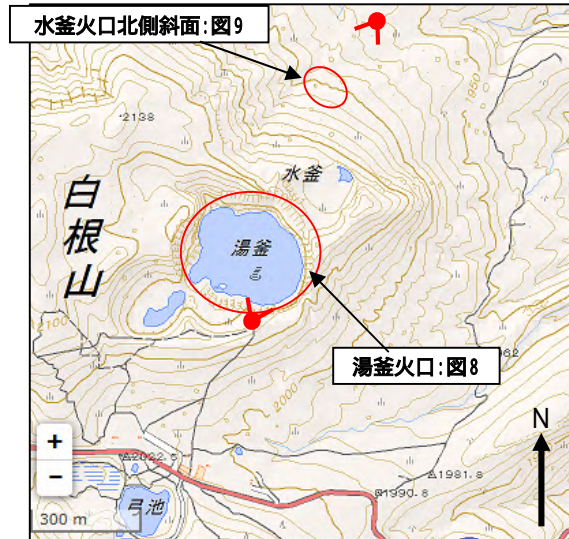 水釜火口北側斜面:図9
1950
・2138
水釜
白根山
湯釜
湯釜火口:図8
2100
2000
△2022.5
△1981.8
1990.8
弓池
+
−
300 m
N